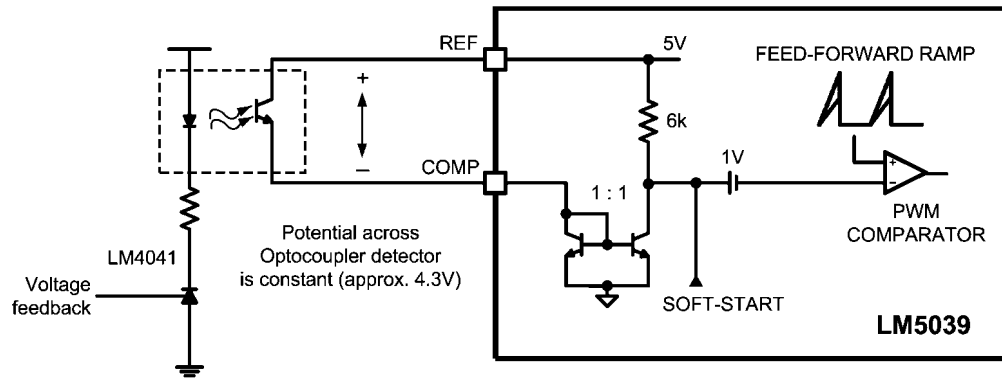 REF
5V
FEED-FORWARD RAMP
+
6k
–
COMP
1V
1 : 1
+
–
PWM
COMPARATOR
Potential across
Optocoupler detector
is constant (approx. 4.3V)
LM4041
Voltage
feedback
SOFT-START
LM5039